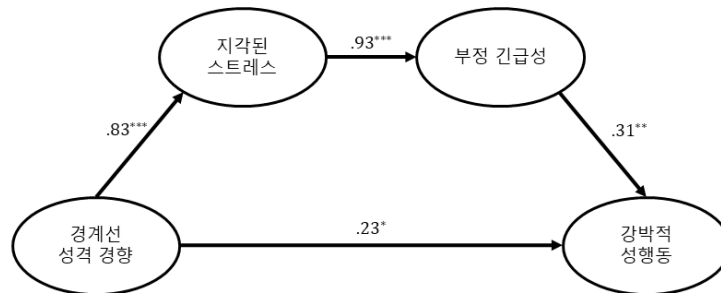 지각된
스트레스
.93***
부정 긴급성
.83***
.31**
경계선
성격 경향
.23*
강박적
성행동